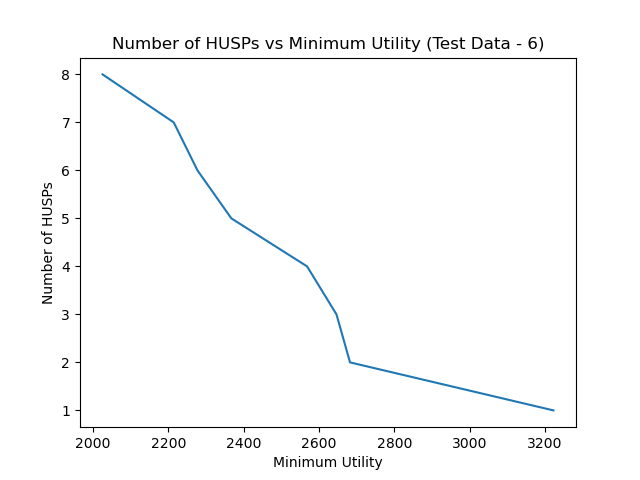 Number of HUSPs vs Minimum Utility (Test Data - 6)
8
7
6
5
4
3
2
1
Number of HUSPs
2000 2200 2400 2600 2800 3000 3200
Minimum Utility